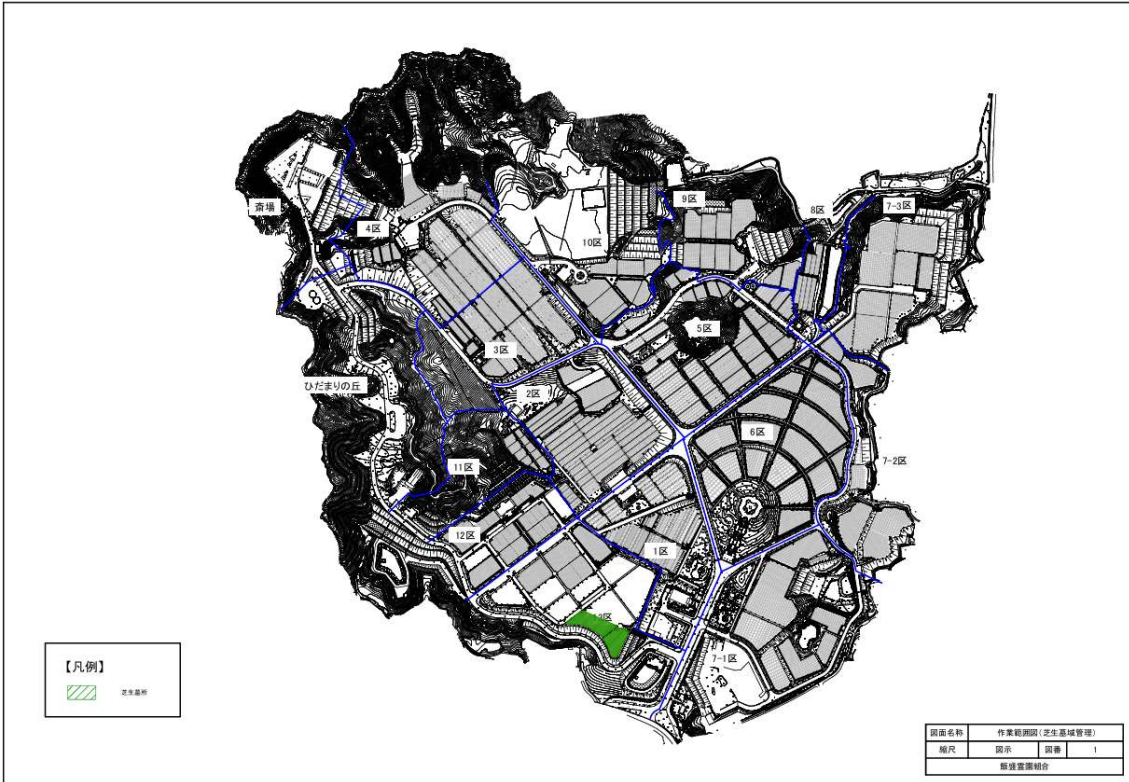 斎場
4区
10区
9区
8区
7-3区
3区
5区
ひだまりの丘
2区
6区
7-2区
11区
12区
1区
7-1区
【凡例】
芝生墓所
図面名称 作業範囲図(芝生墓域管理)
縮尺 図示 図番 1
飯盛霊園組合